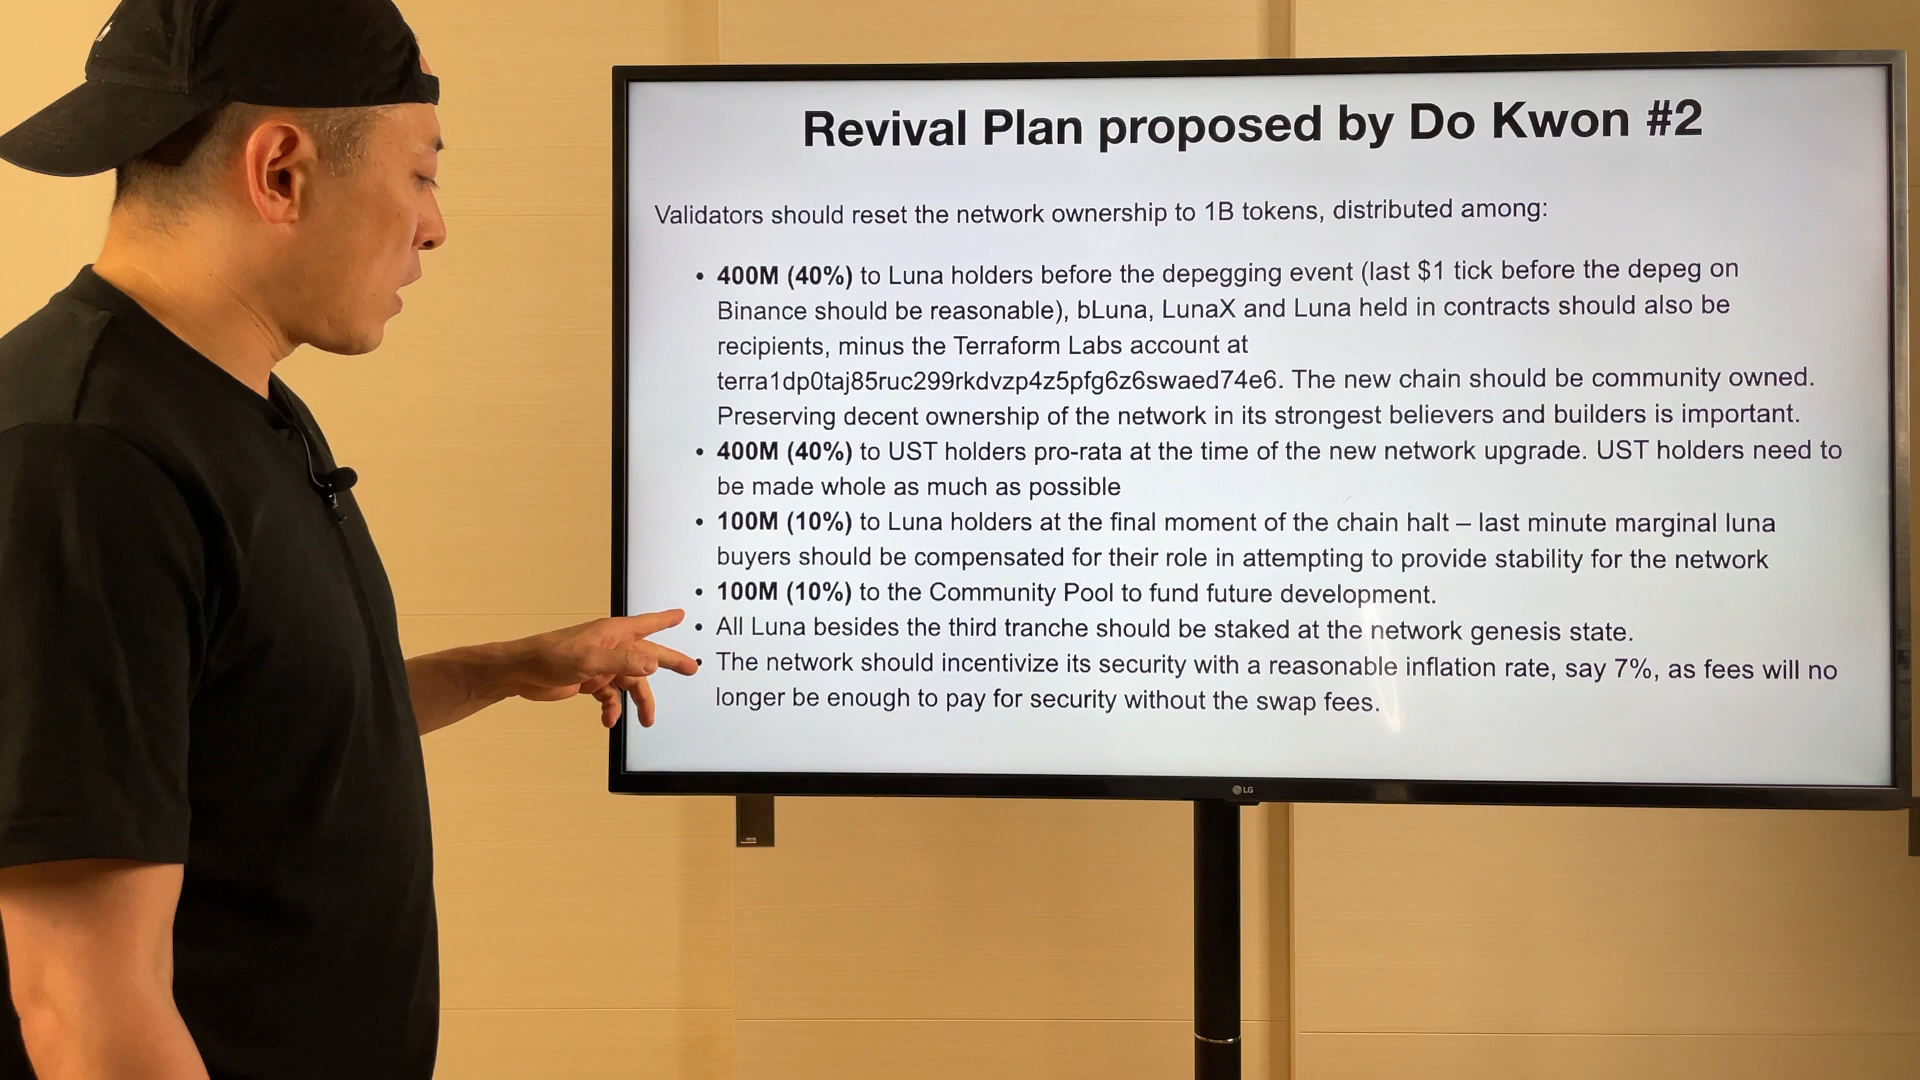 Revival Plan proposed by Do Kwon #2
Validators should reset the network ownership to 1B tokens, distributed among:
• 400M (40%) to Luna holders before the depegging event (last $1 tick before the depeg on
Binance should be reasonable), bLuna, LunaX and Luna held in contracts should also be
recipients, minus the Terraform Labs account at
terra1dp0taj85ruc299rkdvzp4z5pfg6z6swaed74e6. The new chain should be community owned.
Preserving decent ownership of the network in its strongest believers and builders is important.
• 400M (40%) to UST holders pro-rata at the time of the new network upgrade. UST holders need to
be made whole as much as possible
• 100M (10%) to Luna holders at the final moment of the chain halt – last minute marginal luna
buyers should be compensated for their role in attempting to provide stability for the network
• 100M (10%) to the Community Pool to fund future development.
• All Luna besides the third tranche should be staked at the network genesis state.
• The network should incentivize its security with a reasonable inflation rate, say 7%, as fees will no
longer be enough to pay for security without the swap fees.
LG